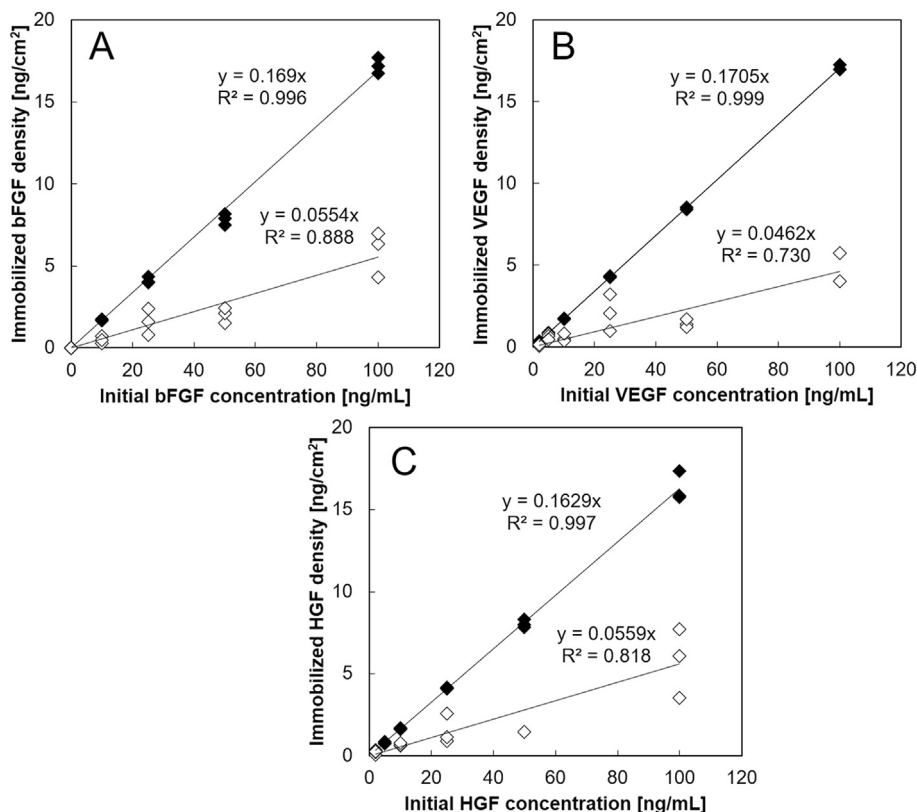 A
Immobilized bFGF density [ng/cm²]
20
15
10
5
0
y = 0.169x
R² = 0.996
y = 0.0554x
R² = 0.888
0 20 40 60 80 100 120
Initial bFGF concentration [ng/mL]
B
Immobilized VEGF density [ng/cm²]
20
15
10
5
0
y = 0.1705x
R² = 0.999
y = 0.0462x
R² = 0.730
0 20 40 60 80 100 120
Initial VEGF concentration [ng/mL]
C
Immobilized HGF density [ng/cm²]
20
15
10
5
0
y = 0.1629x
R² = 0.997
y = 0.0559x
R² = 0.818
0 20 40 60 80 100 120
Initial HGF concentration [ng/mL]